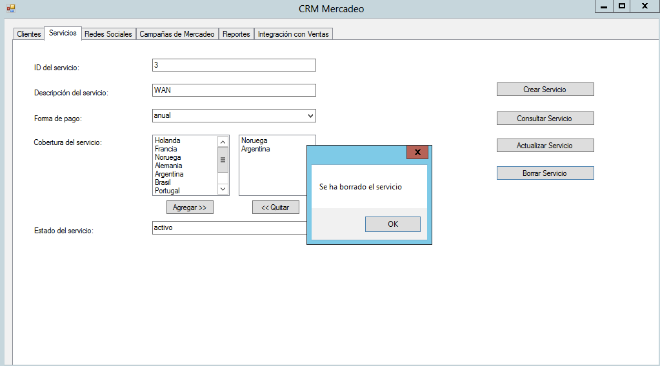 CRM Mercadeo
Clientes Servicios Redes Sociales Campañas de Mercadeo Reportes Integración con Ventas
ID del servicio: 3
Descripción del servicio: WAN
Crear Servicio
Forma de pago: anual
Consultar Servicio
Cobertura del servicio:
Holanda
Francia
Noruega
Alemania
Argentina
Brasil
Portugal
Noruega
Argentina
Actualizar Servicio
Borrar Servicio
Agregar >> << Quitar
Estado del servicio: activo
X
Se ha borrado el servicio
OK